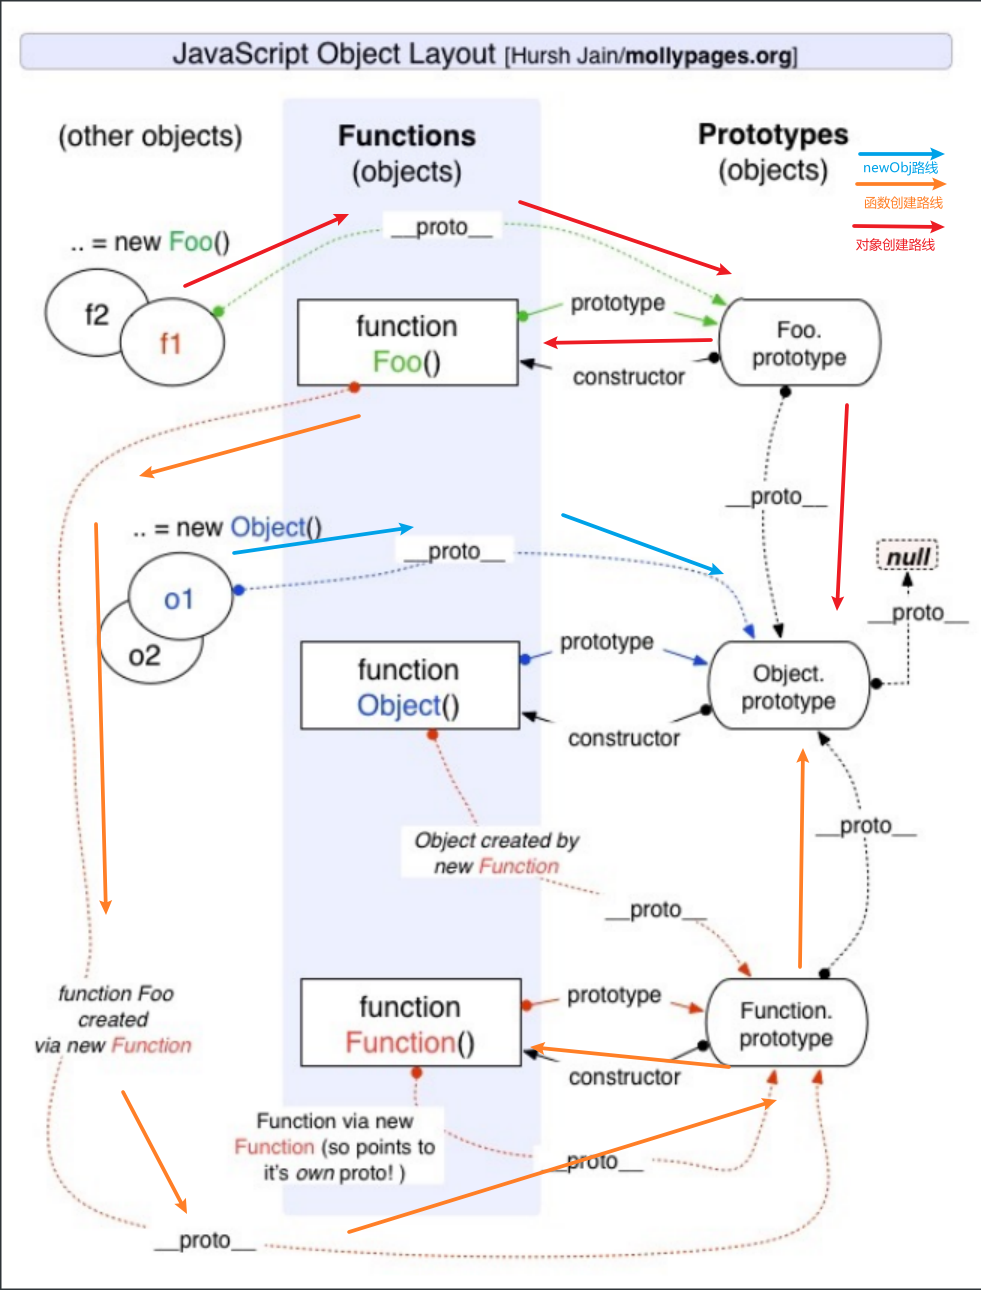 JavaScript Object Layout [Hursh Jain/mollypages.org]
(other objects)
Functions
(objects)
Prototypes
(objects)
newObj路线
函数创建路线
对象创建路线
.. = new Foo()
__proto__
f2
f1
function
Foo()
prototype
constructor
Foo.
prototype
__proto__
.. = new Object()
__proto__
null
__proto__
o1
o2
function
Object()
prototype
constructor
Object.
prototype
Object created by
new Function
__proto__
__proto__
function Foo
created
via new Function
function
Function()
prototype
constructor
Function.
prototype
Function via new
Function (so points to
it's own proto! )
__proto__
__proto__